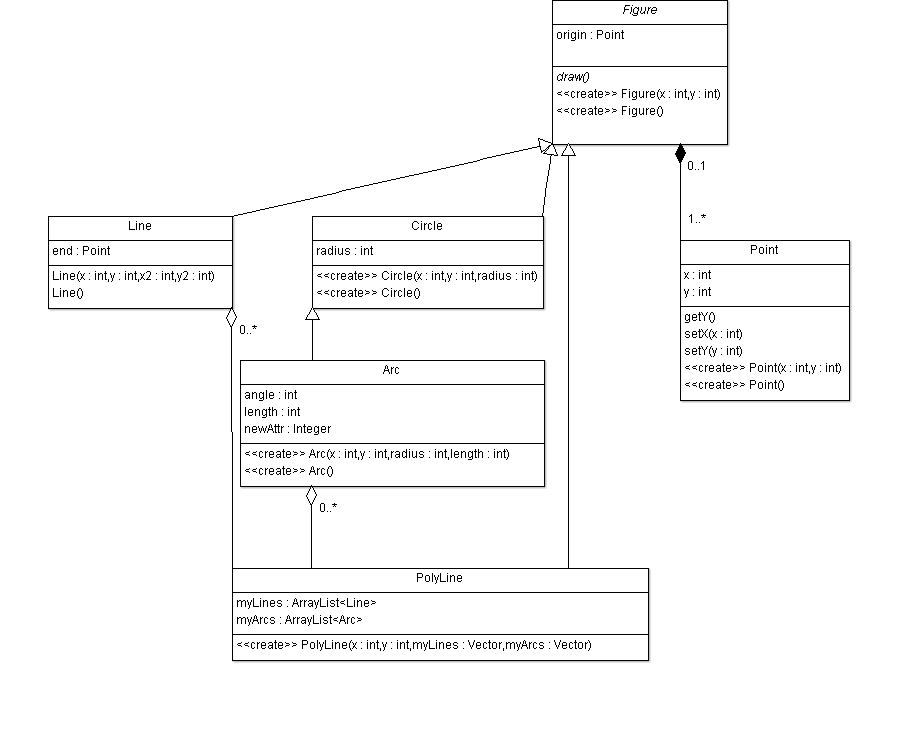 Figure
origin : Point
draw()
<<create>> Figure(x : int,y : int)
<<create>> Figure()
0..1
1..*
Line
end : Point
Line(x : int,y : int,x2 : int,y2 : int)
Line()
0..*
Circle
radius : int
<<create>> Circle(x : int,y : int,radius : int)
<<create>> Circle()
Point
x : int
y : int
getY()
setX(x : int)
setY(y : int)
<<create>> Point(x : int,y : int)
<<create>> Point()
Arc
angle : int
length : int
newAttr : Integer
<<create>> Arc(x : int,y : int,radius : int,length : int)
<<create>> Arc()
0..*
PolyLine
myLines : ArrayList<Line>
myArcs : ArrayList<Arc>
<<create>> PolyLine(x : int,y : int,myLines : Vector,myArcs : Vector)